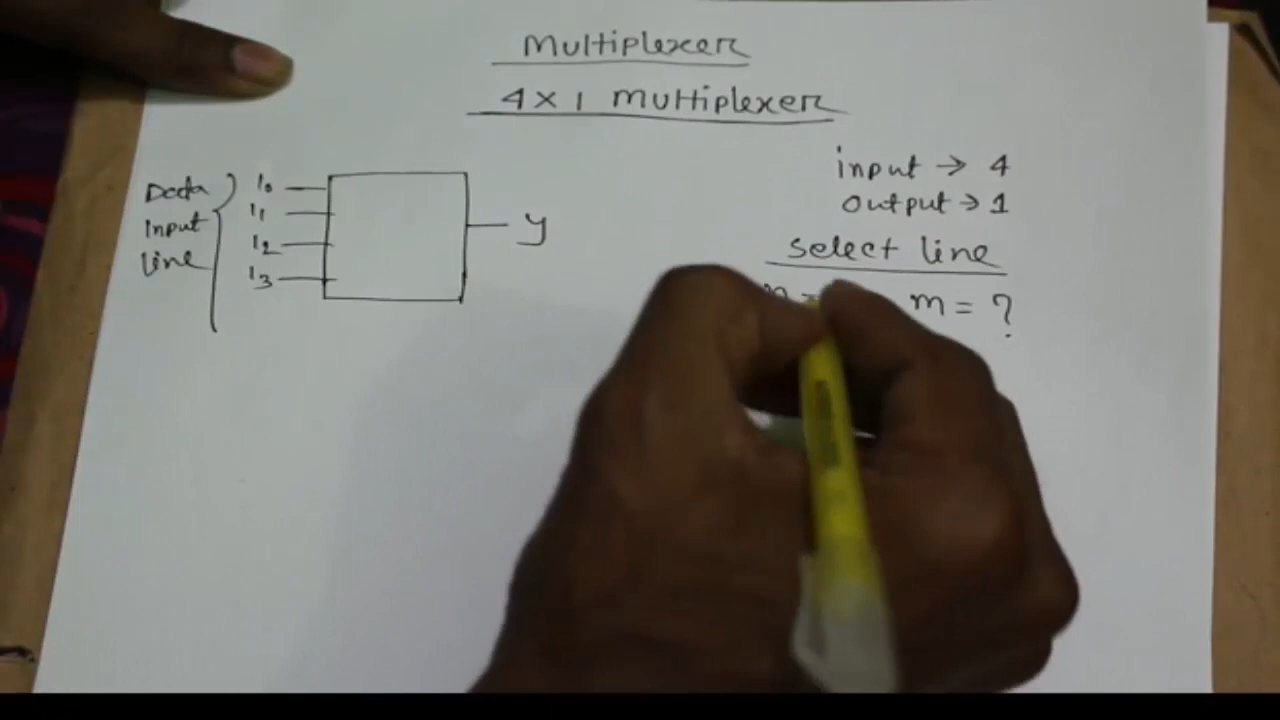 Multiplexer
4 x 1 Multiplexer
Data
Input
line
I0
I1
I2
I3
y
input → 4
output → 1
Select line
n = m = ?